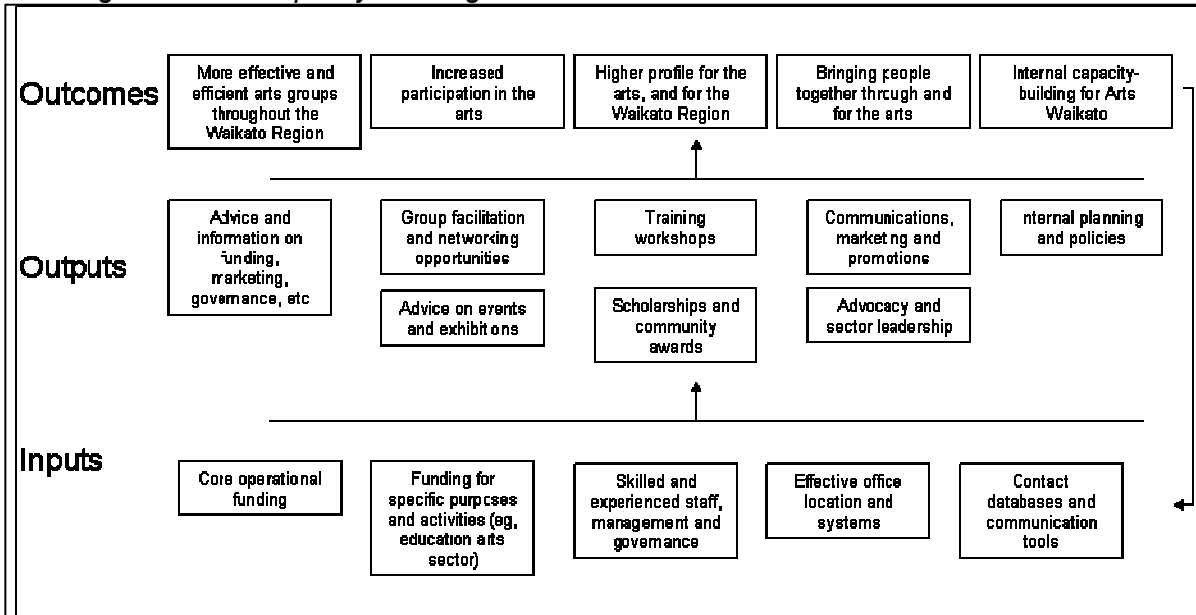 Outcomes
More effective and
efficient arts groups
throughout the
Waikato Region
Increased
participation in the
arts
Higher profile for the
arts, and for the
Waikato Region
Bringing people
together through and
for the arts
Internal capacity-
building for Arts
Waikato
Outputs
Advice and
information on
funding,
marketing,
governance, etc
Group facilitation
and networking
opportunities
Training
workshops
Communications,
marketing and
promotions
Internal planning
and policies
Advice on events
and exhibitions
Scholarships and
community
awards
Advocacy and
sector leadership
Inputs
Core operational
funding
Funding for
specific purposes
and activities (eg,
education arts
sector)
Skilled and
experienced staff,
management and
governance
Effective office
location and
systems
Contact
databases and
communication
tools